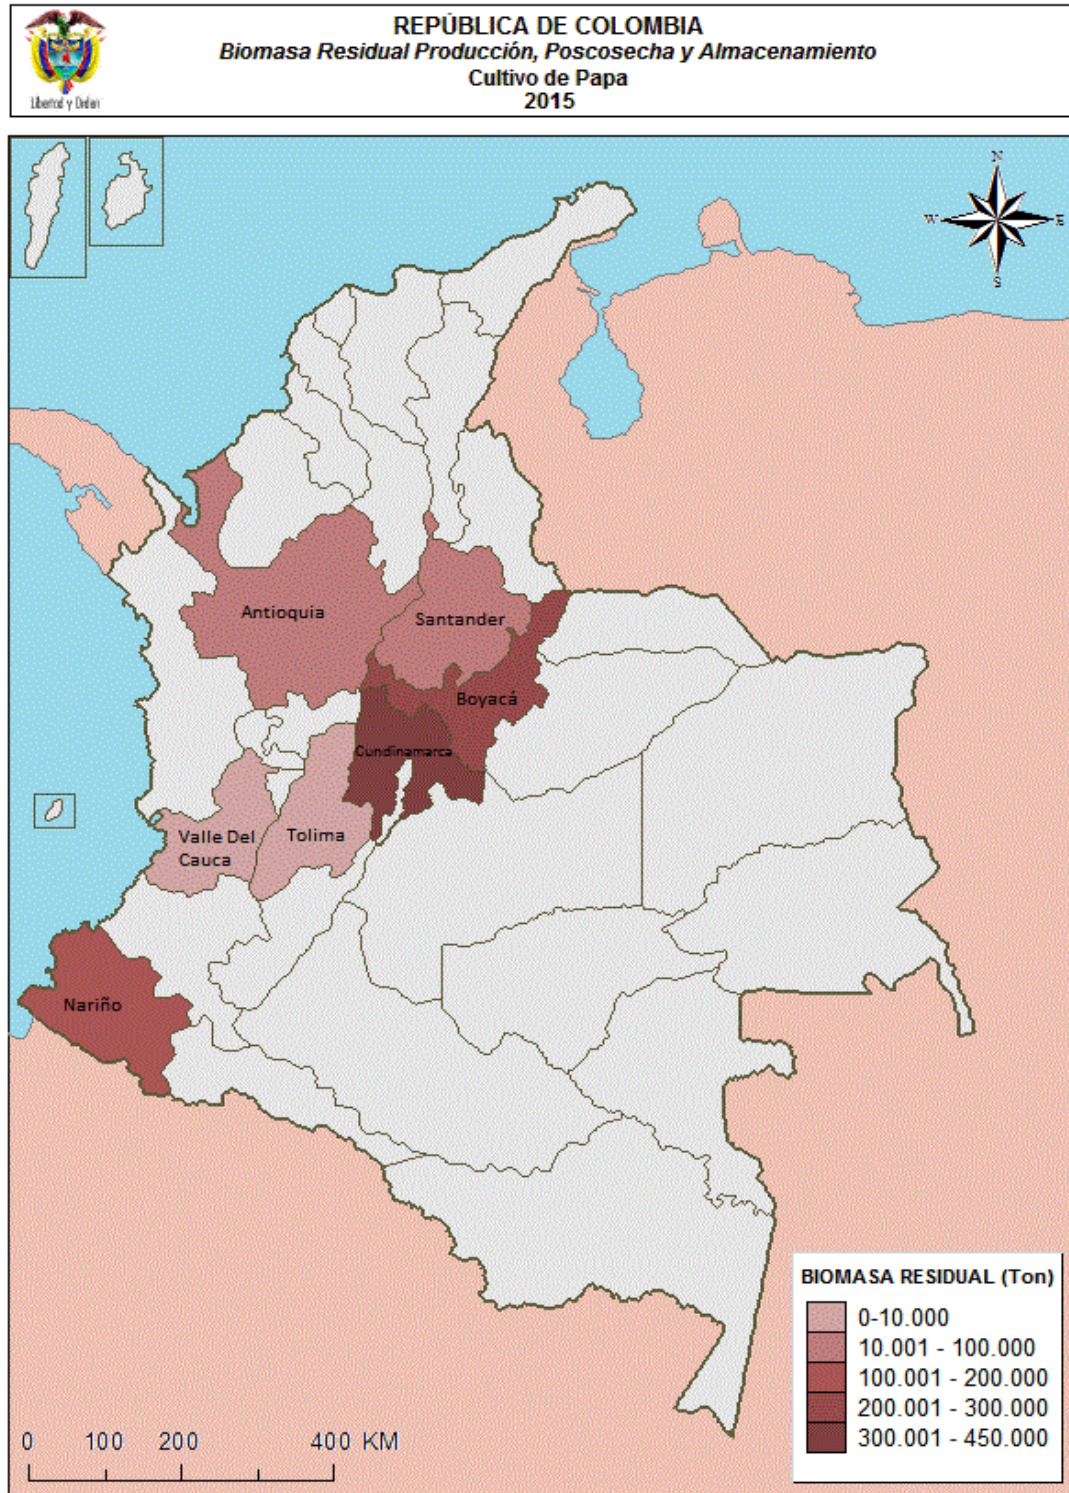 REPÚBLICA DE COLOMBIA
Biomasa Residual Producción, Poscosecha y Almacenamiento
Cultivo de Papa
2015
Libertad y Orden
N
W
E
S
Antioquia
Santander
Boyacá
Cundinamarca
Valle Del
Cauca
Tolima
Nariño
BIOMASA RESIDUAL (Ton)
0-10.000
10.001 - 100.000
100.001 - 200.000
200.001 - 300.000
300.001 - 450.000
0 100 200 400 KM